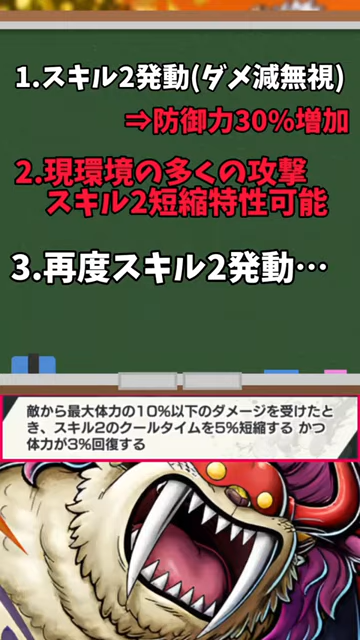 1.スキル2発動(ダメ減無視)
⇒防御力30%増加
2.現環境の多くの攻撃
スキル2短縮特性可能
3.再度スキル2発動…
敵から最大体力の10%以下のダメージを受けたと
き、スキル2のクールタイムを5%短縮する かつ
体力が3%回復する